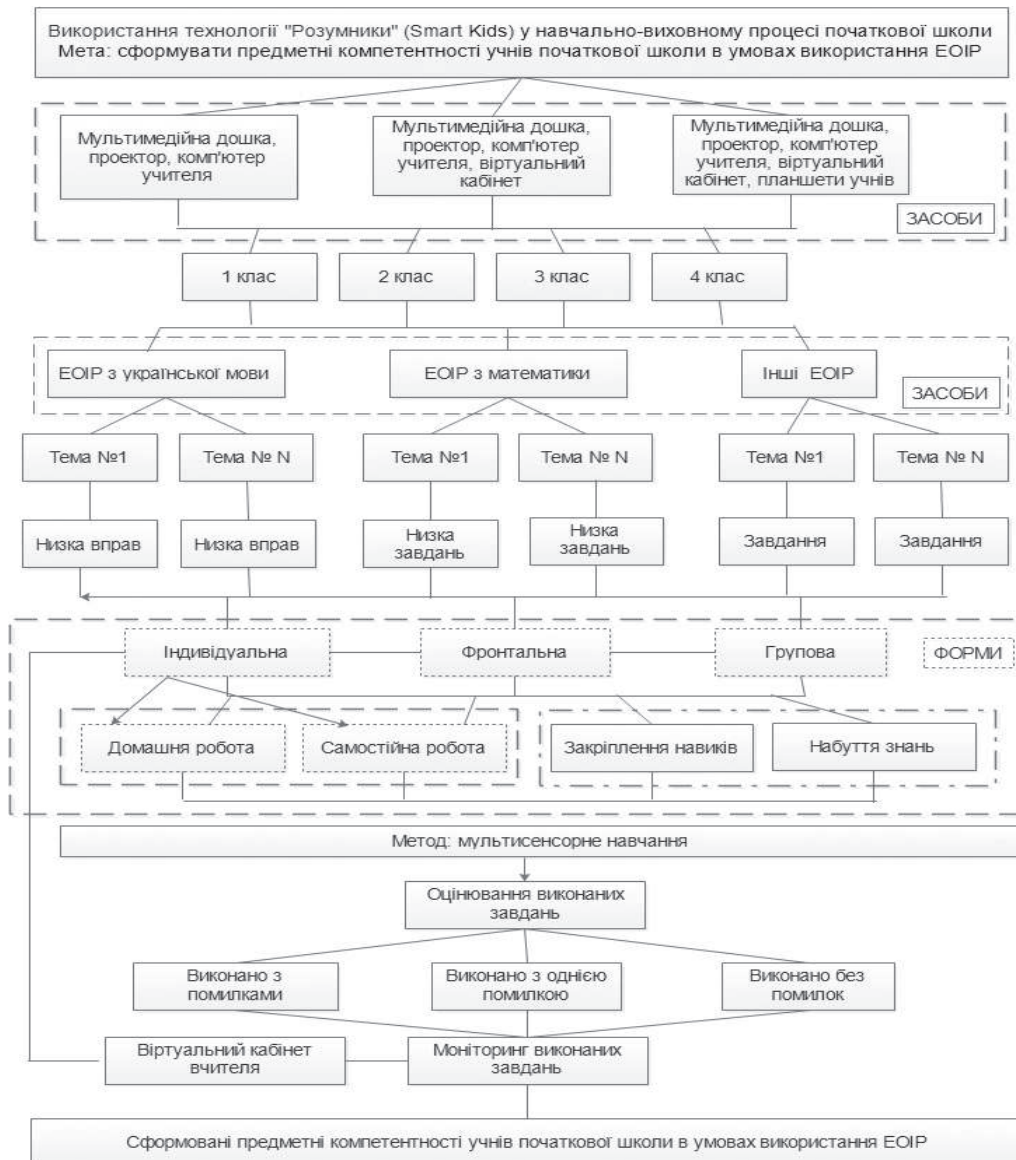 Використання технології "Розумники" (Smart Kids) у навчально-виховному процесі початкової школи
Мета: сформувати предметні компетентності учнів початкової школи в умовах використання ЕОІР
Мультимедійна дошка,
проектор, комп'ютер
учителя
Мультимедійна дошка,
проектор, комп'ютер
учителя, віртуальний
кабінет
Мультимедійна дошка,
проектор, комп'ютер
учителя, віртуальний
кабінет, планшети учнів
ЗАСОБИ
1 клас
2 клас
3 клас
4 клас
ЕОІР з української мови
ЕОІР з математики
Інші ЕОІР
ЗАСОБИ
Тема №1
Тема № N
Тема №1
Тема № N
Тема №1
Тема № N
Низка вправ
Низка вправ
Низка
завдань
Низка
завдань
Завдання
Завдання
Індивідуальна
Фронтальна
Групова
ФОРМИ
Домашня робота
Самостійна робота
Закріплення навиків
Набуття знань
Метод: мультисенсорне навчання
Оцінювання виконаних
завдань
Виконано з
помилками
Виконано з однією
помилкою
Виконано без
помилок
Віртуальний кабінет
вчителя
Моніторинг виконаних
завдань
Сформовані предметні компетентності учнів початкової школи в умовах використання ЕОІР